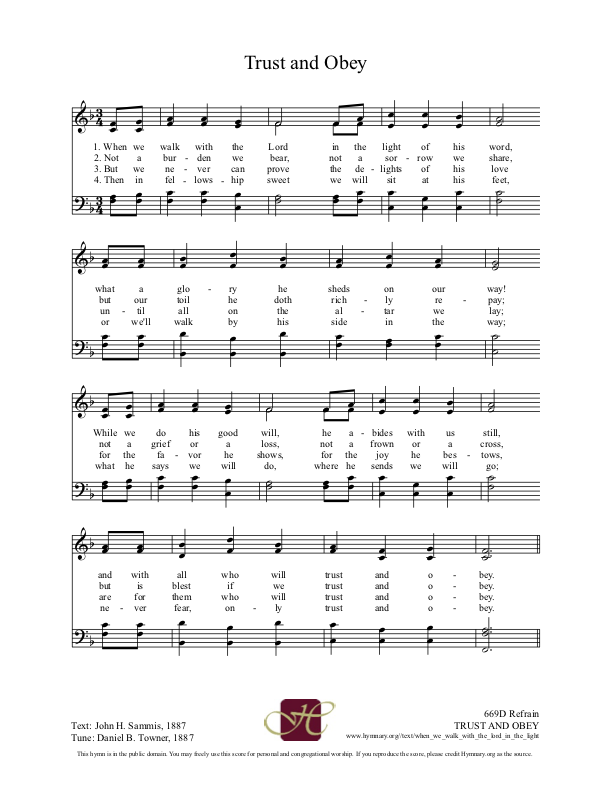 Trust and Obey
1. When we walk with the Lord in the light of his word,
2. Not a bur - den we bear, not a sor - row we share,
3. But we ne - ver can prove the de - lights of his love
4. Then in fel - lows - hip sweet we will sit at his feet,
what a glo - ry he sheds on our way!
but our toil he doth rich - ly re - pay;
un - til all on the al - tar we lay;
or we'll walk by his side in the way;
While we do his good will, he a - bides with us still,
not a grief or a loss, not a frown or a cross,
for the fa - vor he shows, for the joy he bes - tows;
what he says we will do, where he sends we will go;
and with all who will trust and o - bey.
but is blest if we trust and o - bey.
are for them who will trust and o - bey.
ne - ver fear, on - ly trust and o - bey.
H
669D Refrain
Text: John H. Sammis, 1887 TRUST AND OBEY
Tune: Daniel B. Towner, 1887 www.hymnary.org/text/when_we_walk_with_the_lord_in_the_light
This hymn is in the public domain. You may freely use this score for personal and congregational worship. If you reproduce the score, please credit Hymnary.org as the source.